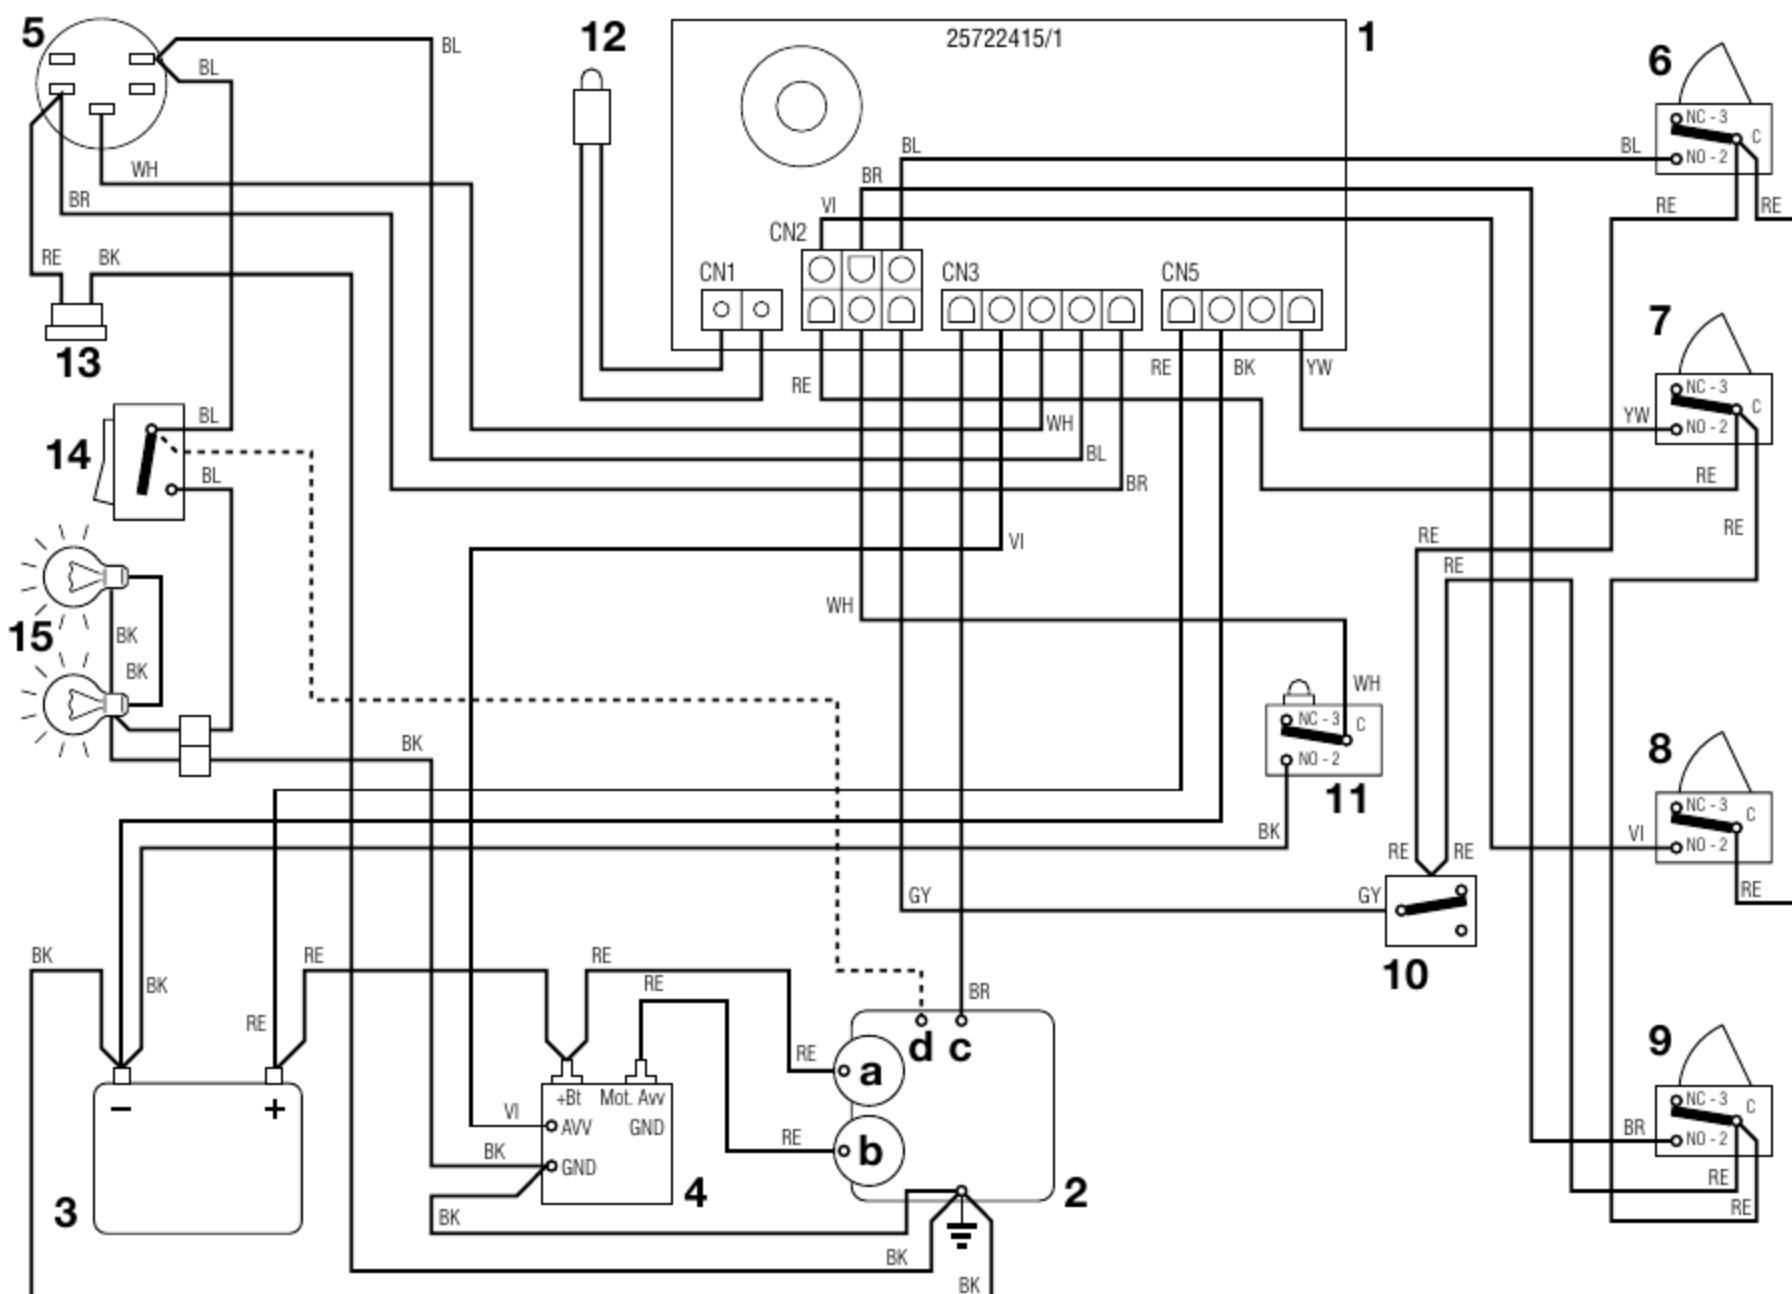 5
BL
12
25722415/1
1
6
BL
NC - 3
C
BL
BL
NO - 2
WH
BR
VI
RE
RE
BR
CN2
RE
BK
CN1
CN3
CN5
7
13
RE
RE
BK
YW
NC - 3
C
BL
WH
YW
NO - 2
14
BL
BL
BR
RE
VI
RE
RE
RE
WH
15
BK
BK
WH
NC - 3
C
BK
NO - 2
8
11
NC - 3
C
BK
VI
NO - 2
RE
RE
GY
GY
RE
BK
RE
RE
10
BK
RE
BR
RE
d
c
9
RE
a
+Bt
Mot. Avv
NC - 3
C
–
+
VI
AVV
GND
BR
NO - 2
RE
b
BK
GND
RE
3
4
2
RE
BK
BK
BK